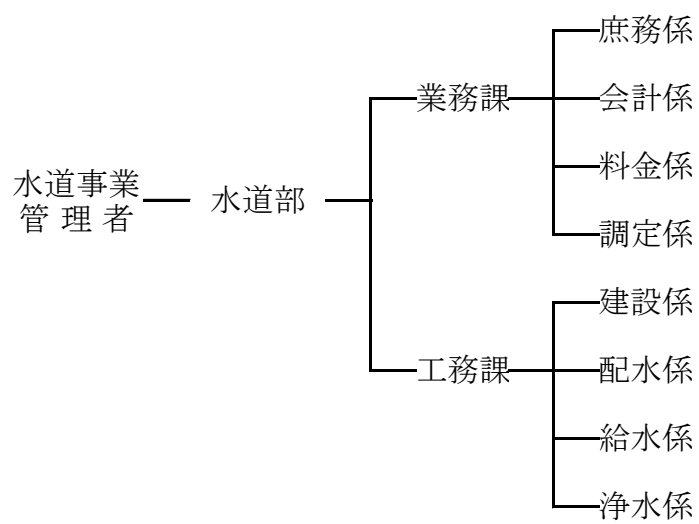 水道事業
管理者
水道部
業務課
庶務係
会計係
料金係
調定係
工務課
建設係
配水係
給水係
浄水係